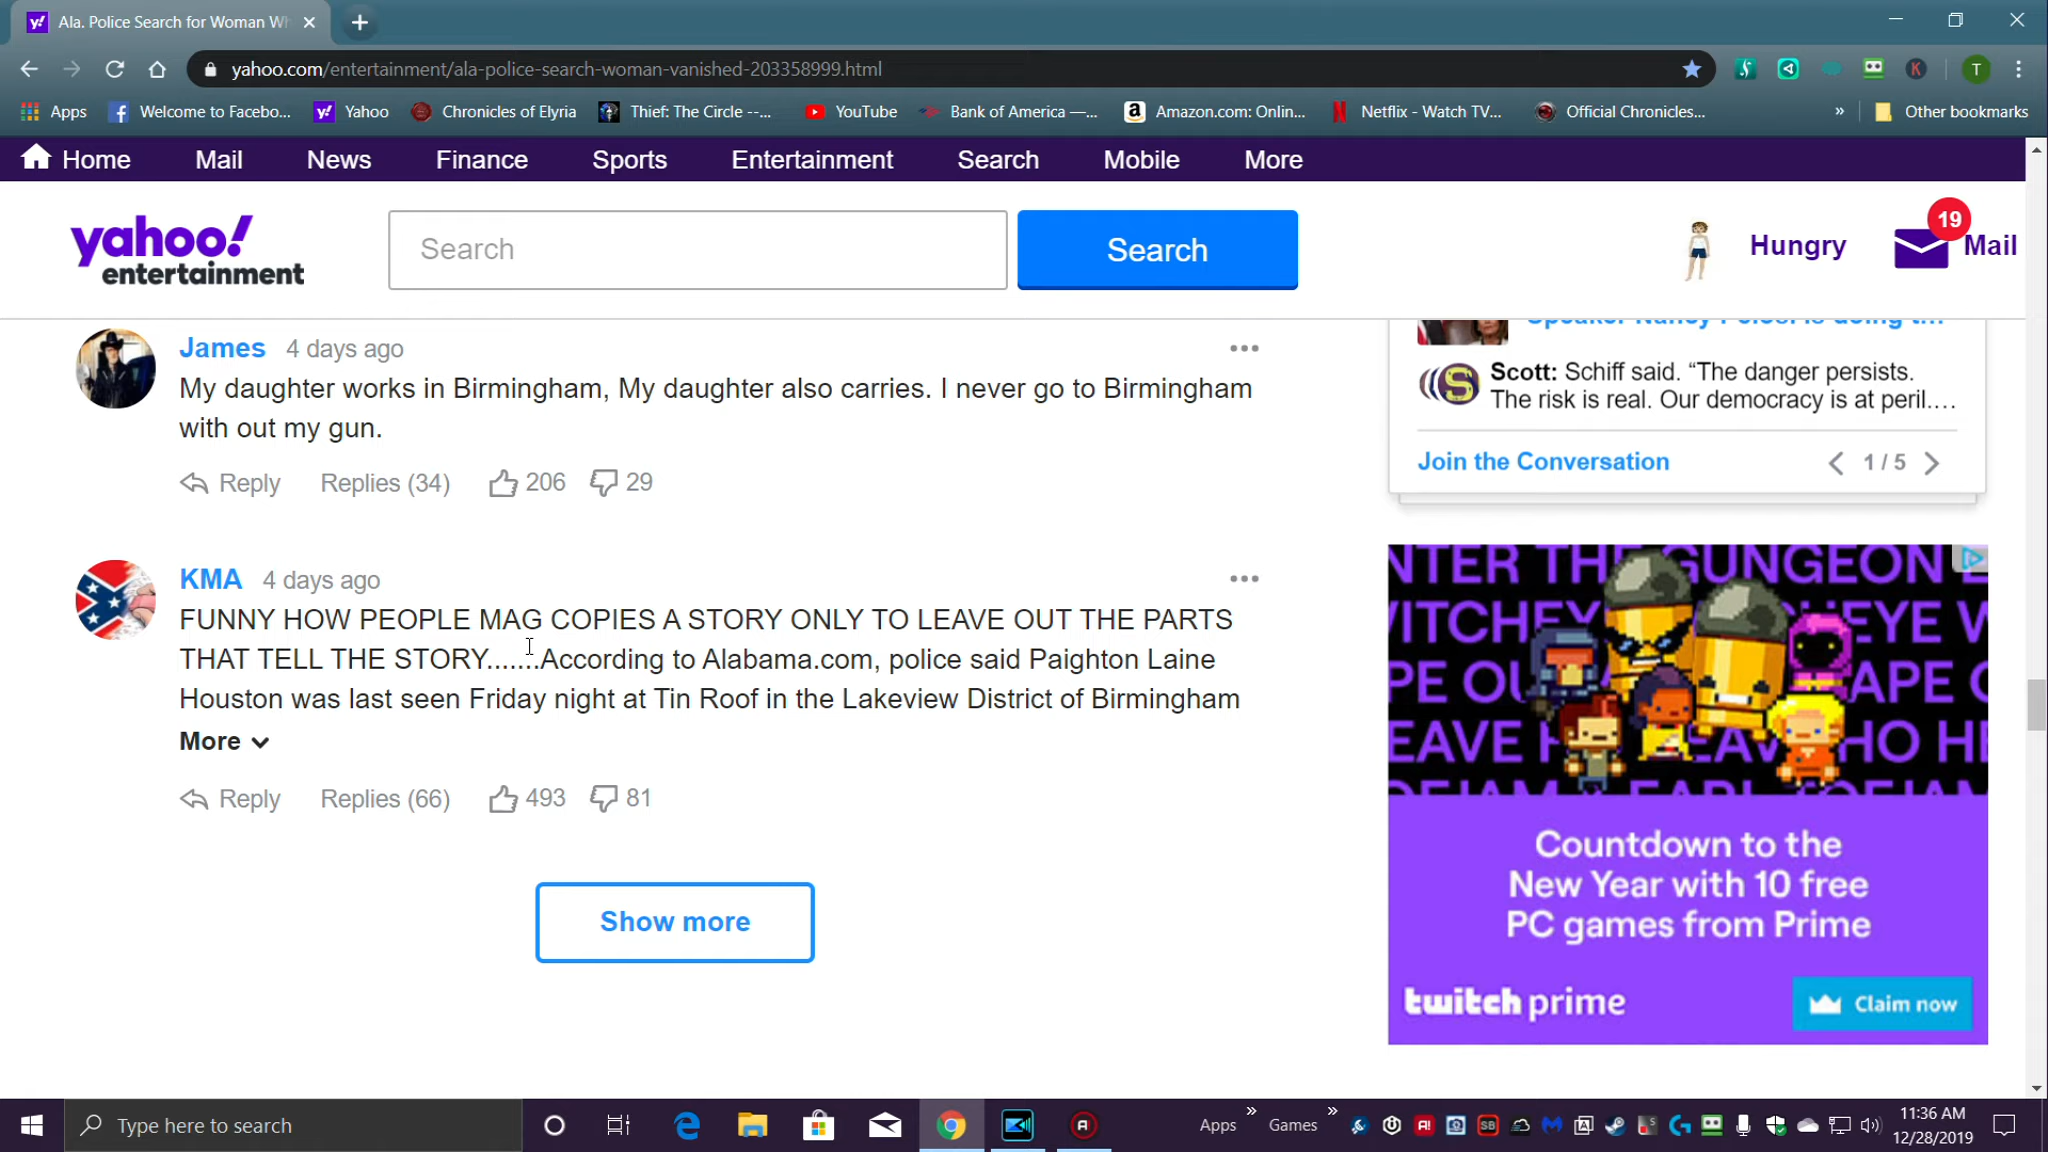 Ala. Police Search for Woman Wh
yahoo.com/entertainment/ala-police-search-woman-vanished-203358999.html
T
Apps
Welcome to Facebo...
Yahoo
Chronicles of Elyria
Thief: The Circle --...
YouTube
Bank of America —...
Amazon.com: Onlin...
Netflix - Watch TV...
Official Chronicles...
»
Other bookmarks
Home Mail News Finance Sports Entertainment Search Mobile More
yahoo!
entertainment
Search
Search
Hungry
19
Mail
James 4 days ago
My daughter works in Birmingham, My daughter also carries. I never go to Birmingham
with out my gun.
Reply Replies (34) 206 29
KMA 4 days ago
FUNNY HOW PEOPLE MAG COPIES A STORY ONLY TO LEAVE OUT THE PARTS
THAT TELL THE STORY.......According to Alabama.com, police said Paighton Laine
Houston was last seen Friday night at Tin Roof in the Lakeview District of Birmingham
More
Reply Replies (66) 493 81
Show more
Speaker Nancy Pelosi is doing t...
Scott: Schiff said. “The danger persists.
The risk is real. Our democracy is at peril....
Join the Conversation
1 / 5
NTER THE GUNGEON
Countdown to the
New Year with 10 free
PC games from Prime
twitch prime
Claim now
Type here to search
Apps
Games
11:36 AM
12/28/2019